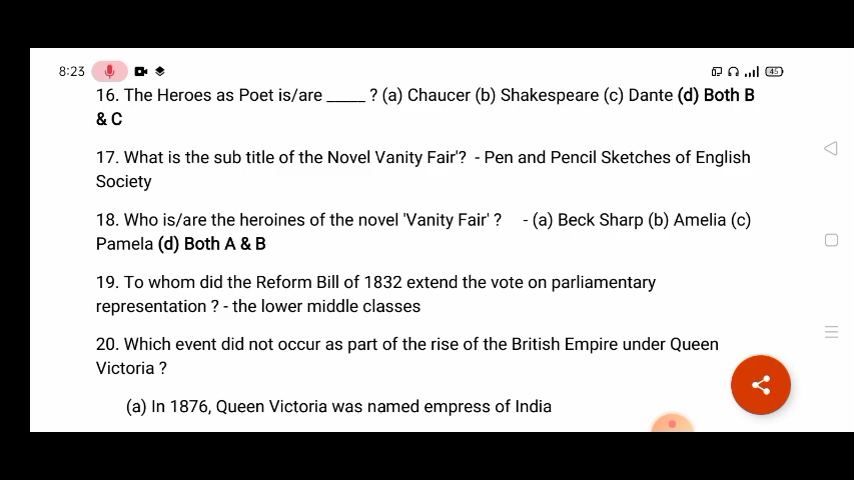 8:23
45
16. The Heroes as Poet is/are ____ ? (a) Chaucer (b) Shakespeare (c) Dante (d) Both B
& C
17. What is the sub title of the Novel Vanity Fair'? - Pen and Pencil Sketches of English
Society
18. Who is/are the heroines of the novel 'Vanity Fair' ? - (a) Beck Sharp (b) Amelia (c)
Pamela (d) Both A & B
19. To whom did the Reform Bill of 1832 extend the vote on parliamentary
representation ? - the lower middle classes
20. Which event did not occur as part of the rise of the British Empire under Queen
Victoria ?
(a) In 1876, Queen Victoria was named empress of India